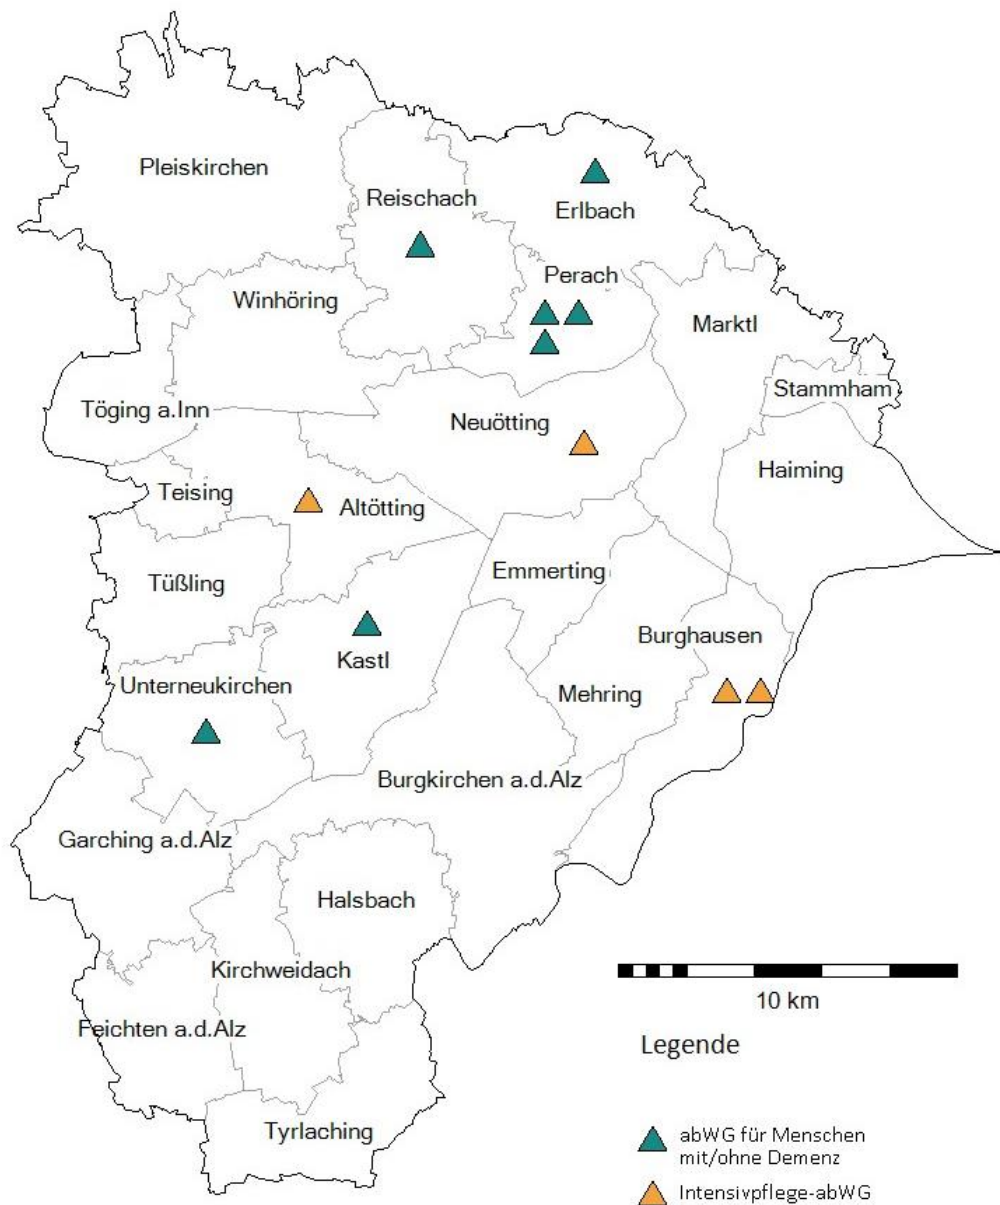 Pleiskirchen
Reischach
Erlbach
Perach
Winhöring
Marktl
Stammham
Töging a.Inn
Neuötting
Haiming
Teising
Altötting
Tüßling
Emmerting
Burghausen
Kastl
Unterneukirchen
Mehring
Burgkirchen a.d.Alz
Garching a.d.Alz
Halsbach
Kirchweidach
Feichten a.d.Alz
Tyrlaching
10 km
Legende
abWG für Menschen
mit/ohne Demenz
Intensivpflege-abWG